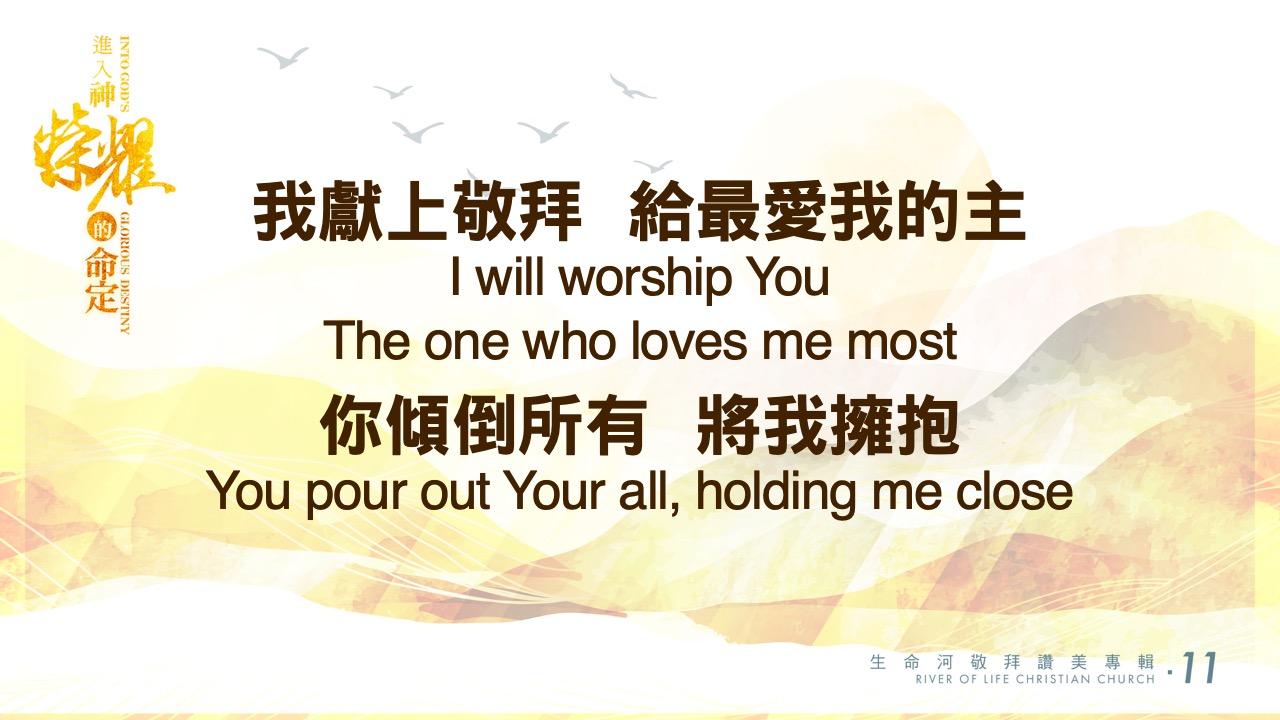 進入神
榮耀
的
命定
INTO GOD'S
GLORIOUS DESTINY
我獻上敬拜 給最愛我的主
I will worship You
The one who loves me most
你傾倒所有 將我擁抱
You pour out Your all, holding me close
生命河敬拜讚美專輯
RIVER OF LIFE CHRISTIAN CHURCH
·11